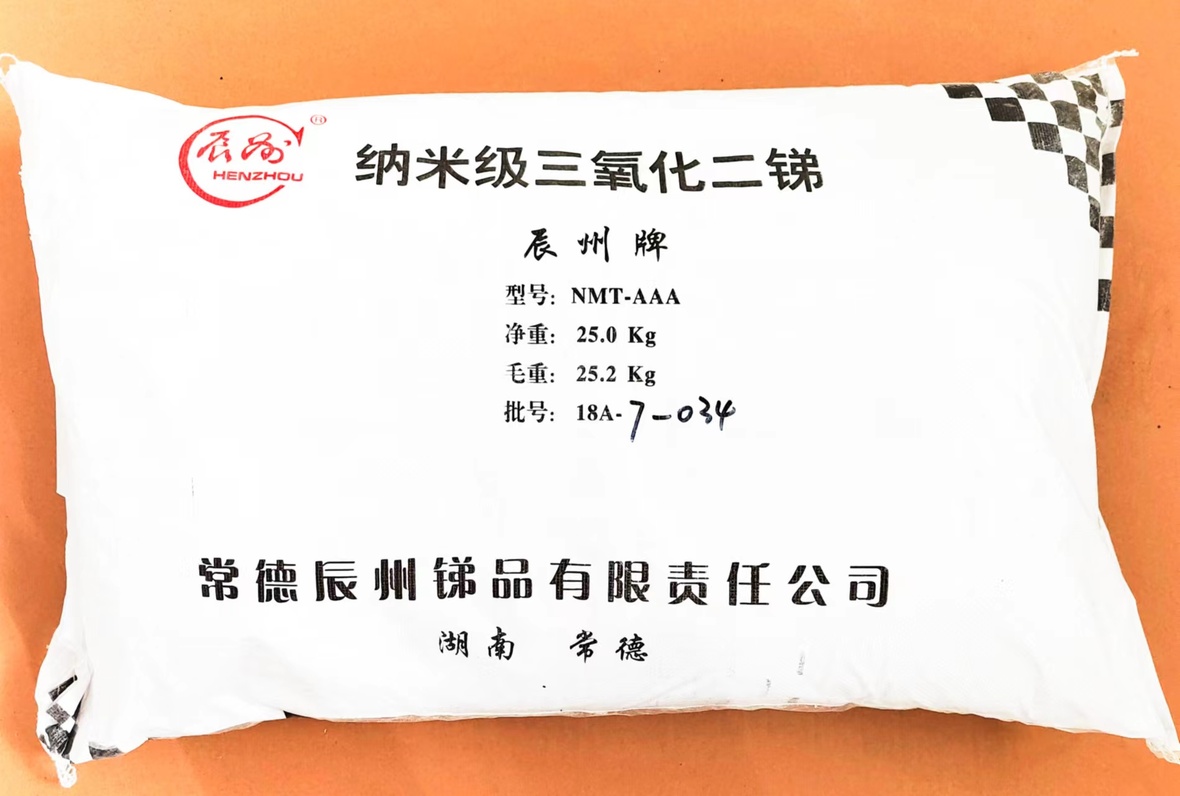 辰州
HENZHOU
®
纳米级三氧化二锑
辰州牌
型号: NMT-AAA
净重: 25.0 Kg
毛重: 25.2 Kg
批号: 18A-7-034
常德辰州锑品有限责任公司
湖南 常德